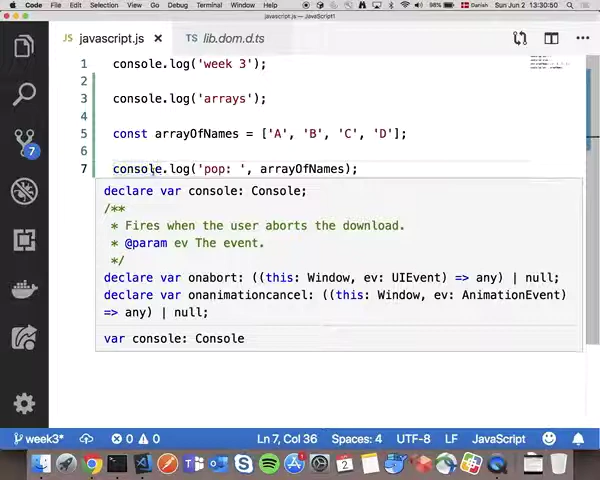 Code File Edit Selection View Go Debug Terminal Window Help 98% Danish Sun Jun 2 13:30:50
javascript.js — JavaScript1
JS javascript.js TS lib.dom.d.ts
1 console.log('week 3');
2
3 console.log('arrays');
4
5 const arrayOfNames = ['A', 'B', 'C', 'D'];
6
7 console.log('pop: ', arrayOfNames);
declare var console: Console;
/**
* Fires when the user aborts the download.
* @param ev The event.
*/
declare var onabort: ((this: Window, ev: UIEvent) => any) | null;
declare var onanimationcancel: ((this: Window, ev: AnimationEvent)
=> any) | null;
var console: Console
7
week3* 0 0 Ln 7, Col 36 Spaces: 4 UTF-8 LF JavaScript